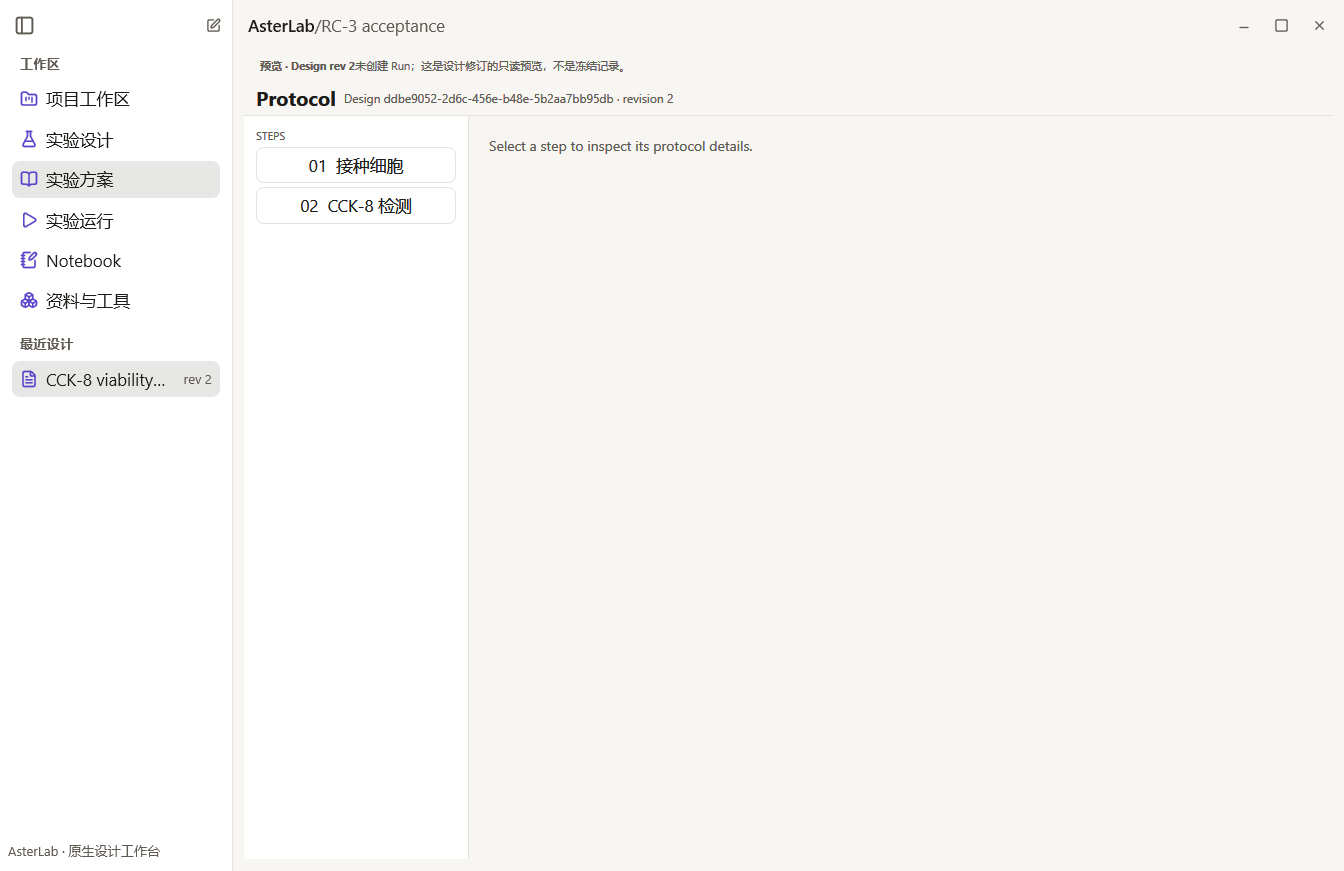 AsterLab/RC-3 acceptance
工作区
项目工作区
实验设计
实验方案
实验运行
Notebook
资料与工具
最近设计
CCK-8 viability... rev 2
AsterLab · 原生设计工作台
预览 · Design rev 2未创建 Run；这是设计修订的只读预览，不是冻结记录。
Protocol Design ddbe9052-2d6c-456e-b48e-5b2aa7bb95db · revision 2
STEPS
01 接种细胞
02 CCK-8 检测
Select a step to inspect its protocol details.